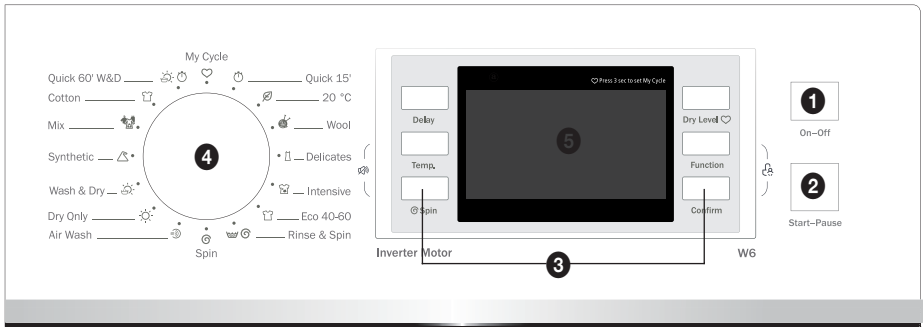 My Cycle
Quick 60' W&D
Quick 15'
Cotton
20 °C
Mix
Wool
Synthetic
Delicates
Wash & Dry
Intensive
Dry Only
Eco 40-60
Air Wash
Rinse & Spin
Spin
4
Press 3 sec to set My Cycle
Delay
Dry Level
5
Temp.
Function
Spin
Confirm
Inverter Motor
W6
3
1
On–Off
2
Start–Pause